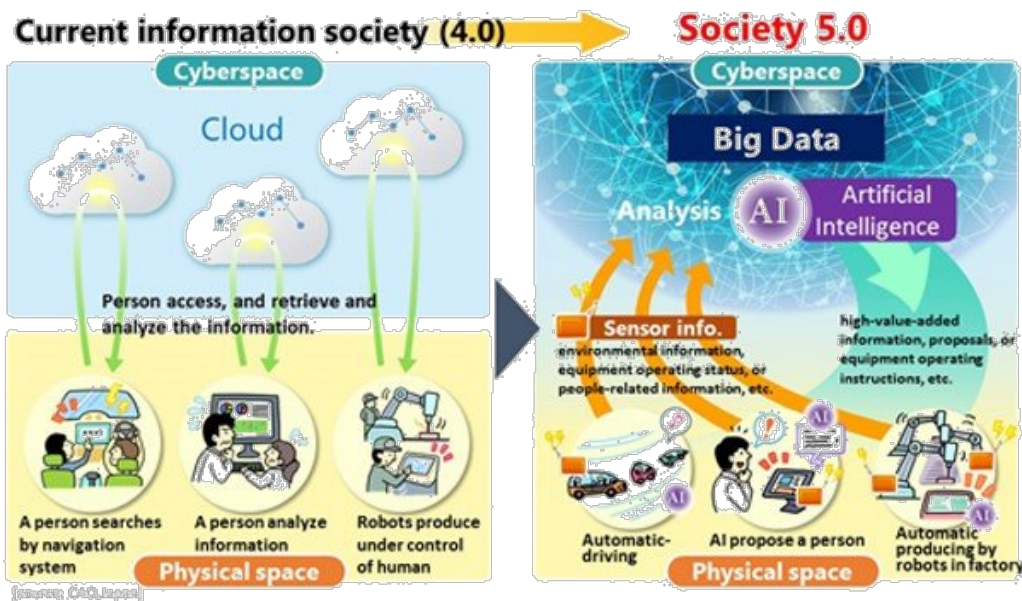 Current information society (4.0)
Cyberspace
Cloud
Person access, and retrieve and
analyze the information.
A person searches
by navigation
system
A person analyze
information
Robots produce
under control
of human
Physical space
Society 5.0
Cyberspace
Big Data
Analysis
AI
Artificial
Intelligence
Sensor info.
environmental information,
equipment operating status, or
people-related information, etc.
high-value-added
information, proposals, or
equipment operating
instructions, etc.
AI
AI
AI
Automatic-
driving
AI propose a person
Automatic
producing by
robots in factory
Physical space